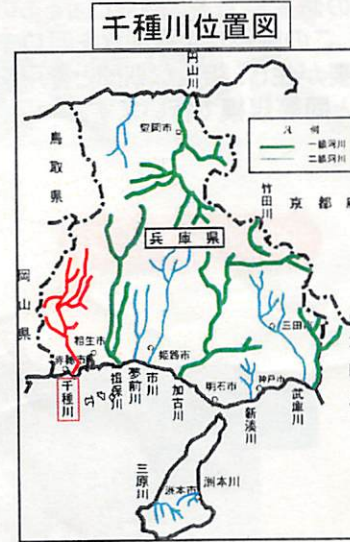 千種川位置図
円山川
豊岡市
鳥取県
凡例
一級河川
二級河川
竹田川
京都府
兵庫県
岡山県
相生市
赤穂市
姫路市
三田市
明石市
神戸市
千種川
揖保川
夢前川
市川
加古川
新湊川
武庫川
三原川
洲本市
洲本川